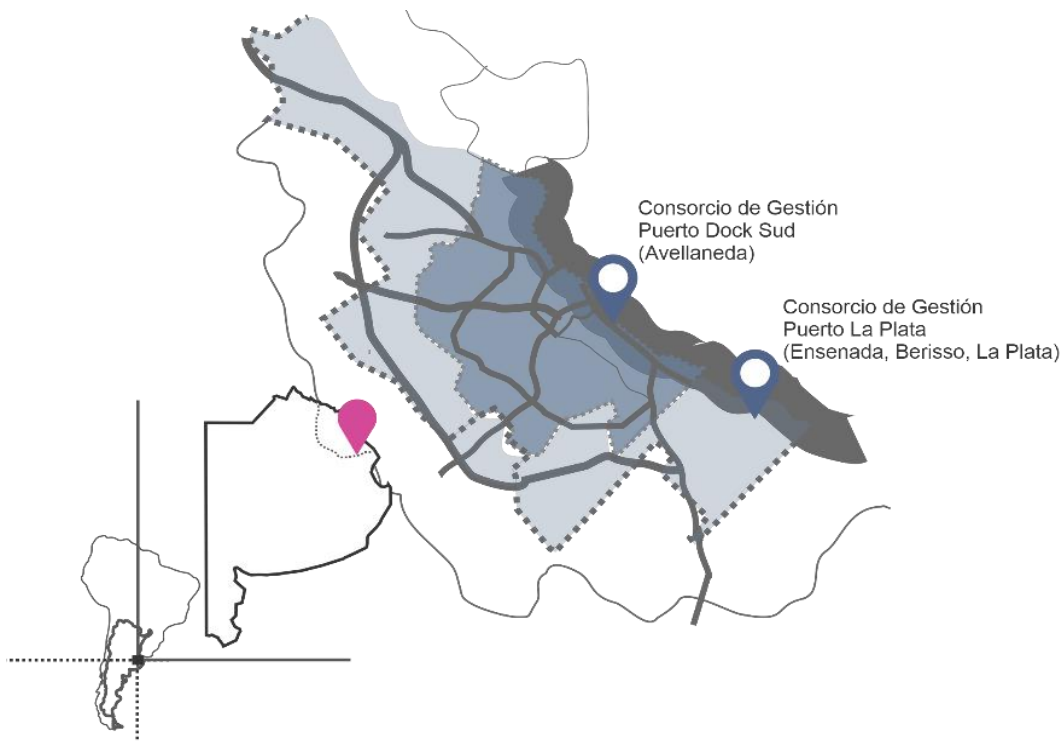 Consorcio de Gestión
Puerto Dock Sud
(Avellaneda)
Consorcio de Gestión
Puerto La Plata
(Ensenada, Berisso, La Plata)